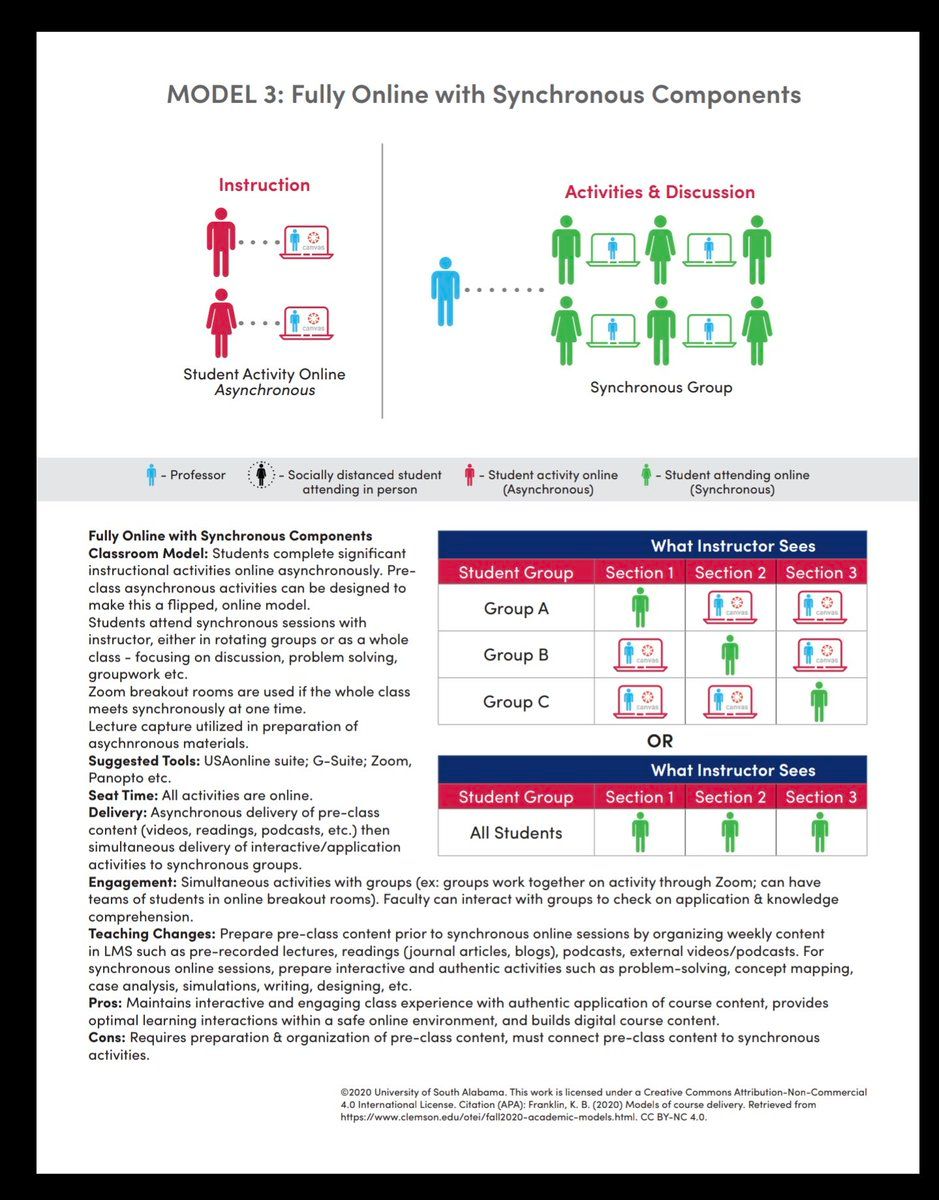 MODEL 3: Fully Online with Synchronous Components
Instruction
canvas
canvas
Student Activity Online
Asynchronous
Activities & Discussion
Synchronous Group
- Professor
- Socially distanced student
attending in person
- Student activity online
(Asynchronous)
- Student attending online
(Synchronous)
Fully Online with Synchronous Components
Classroom Model: Students complete significant
instructional activities online asynchronously. Pre-
class asynchronous activities can be designed to
make this a flipped, online model.
Students attend synchronous sessions with
instructor, either in rotating groups or as a whole
class - focusing on discussion, problem solving,
groupwork etc.
Zoom breakout rooms are used if the whole class
meets synchronously at one time.
Lecture capture utilized in preparation of
asychnronous materials.
Suggested Tools: USAonline suite; G-Suite; Zoom,
Panopto etc.
Seat Time: All activities are online.
Delivery: Asynchronous delivery of pre-class
content (videos, readings, podcasts, etc.) then
simultaneous delivery of interactive/application
activities to synchronous groups.
What Instructor Sees
Student Group Section 1 Section 2 Section 3
Group A canvas canvas
Group B canvas canvas
Group C canvas canvas
OR
What Instructor Sees
Student Group Section 1 Section 2 Section 3
All Students
Engagement: Simultaneous activities with groups (ex: groups work together on activity through Zoom; can have
teams of students in online breakout rooms). Faculty can interact with groups to check on application & knowledge
comprehension.
Teaching Changes: Prepare pre-class content prior to synchronous online sessions by organizing weekly content
in LMS such as pre-recorded lectures, readings (journal articles, blogs), podcasts, external videos/podcasts. For
synchronous online sessions, prepare interactive and authentic activities such as problem-solving, concept mapping,
case analysis, simulations, writing, designing, etc.
Pros: Maintains interactive and engaging class experience with authentic application of course content, provides
optimal learning interactions within a safe online environment, and builds digital course content.
Cons: Requires preparation & organization of pre-class content, must connect pre-class content to synchronous
activities.
©2020 University of South Alabama. This work is licensed under a Creative Commons Attribution-Non-Commercial
4.0 International License. Citation (APA): Franklin, K. B. (2020) Models of course delivery. Retrieved from
https://www.clemson.edu/otei/fall2020-academic-models.html. CC BY-NC 4.0.